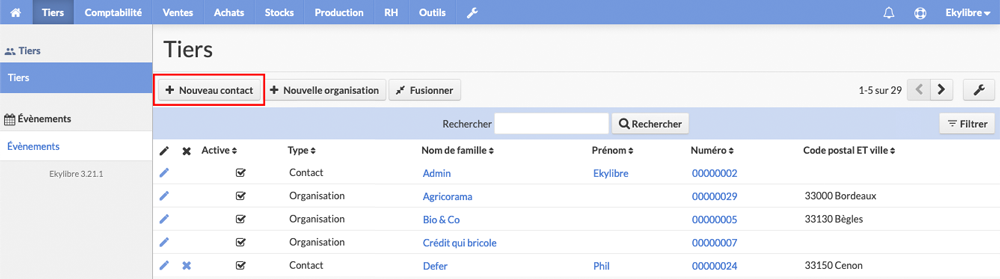 Tiers Comptabilité Ventes Achats Stocks Production RH Outils Ekylibre
Tiers
Tiers
Évènements
Évènements
Ekylibre 3.21.1
Tiers
Nouveau contact Nouvelle organisation Fusionner 1-5 sur 29
Rechercher Rechercher Filtrer
Active Type Nom de famille Prénom Numéro Code postal ET ville
Contact Admin Ekylibre 00000002
Organisation Agricorama 00000029 33000 Bordeaux
Organisation Bio & Co 00000005 33130 Bègles
Organisation Crédit qui bricole 00000007
Contact Defer Phil 00000024 33150 Cenon